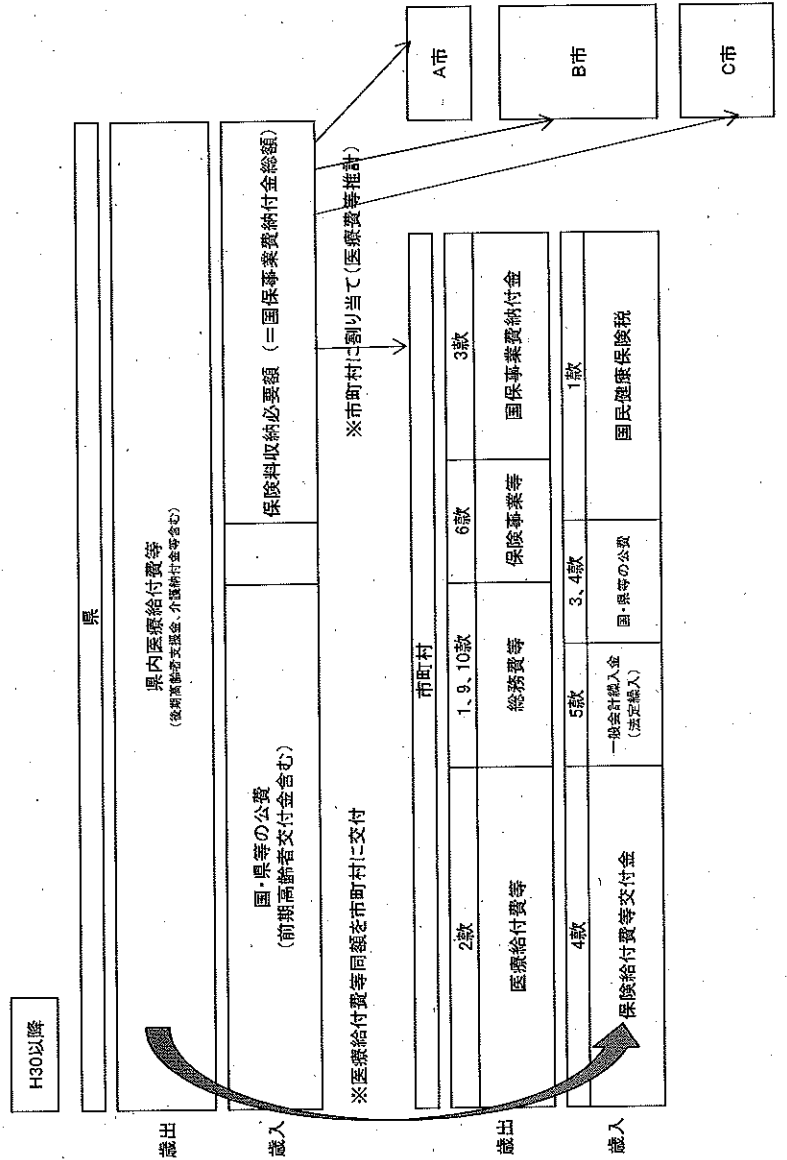 H30以降
県
歳出
県内医療給付費等
(後期高齢者支援金、介護納付金等含む)
歳入
国・県等の公費
(前期高齢者交付金含む)
保険料収納必要額 (=国保事業費納付金総額)
※医療給付費等同額を市町村に交付
※市町村に割り当て(医療費等推計)
A市
B市
C市
市町村
歳出
2款
1、9、10款
6款
3款
医療給付費等
総務費等
保険事業等
国保事業費納付金
歳入
4款
5款
3、4款
1款
保険給付費等交付金
一般会計繰入金
(法定繰入)
国・県等の公費
国民健康保険税